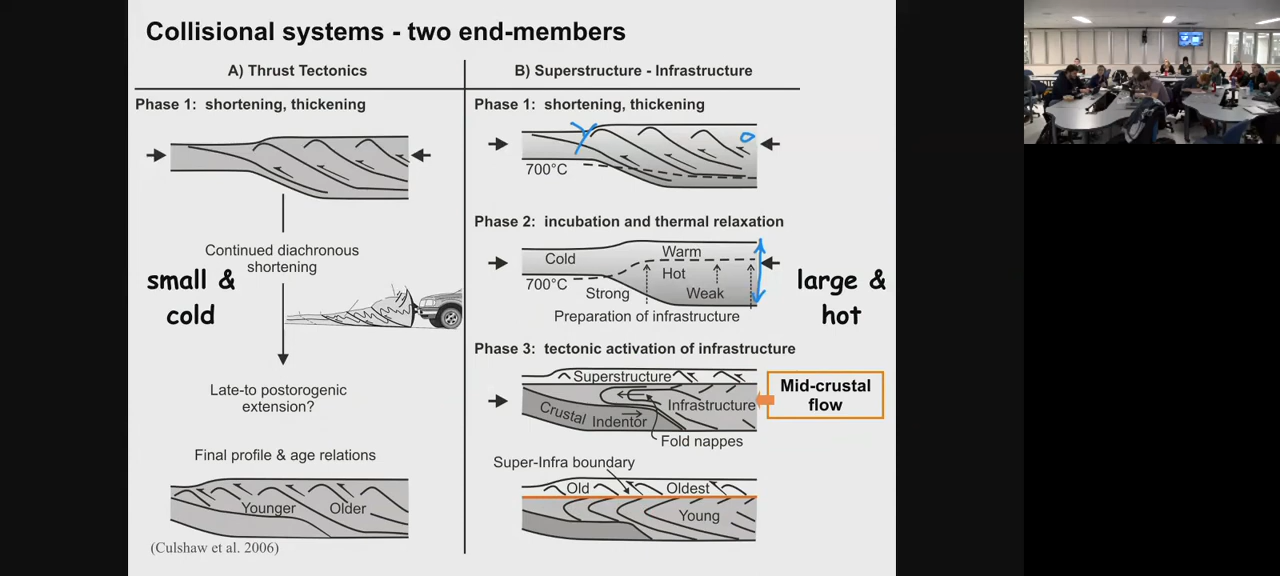 Collisional systems - two end-members
A) Thrust Tectonics
Phase 1: shortening, thickening
Continued diachronous
shortening
small &
cold
Late-to postorogenic
extension?
Final profile & age relations
Younger
Older
(Culshaw et al. 2006)
B) Superstructure - Infrastructure
Phase 1: shortening, thickening
700°C
Phase 2: incubation and thermal relaxation
Cold
Warm
Hot
700°C
Strong
Weak
Preparation of infrastructure
large &
hot
Phase 3: tectonic activation of infrastructure
Superstructure
Infrastructure
Crustal Indentor
Fold nappes
Mid-crustal
flow
Super-Infra boundary
Old
Oldest
Young